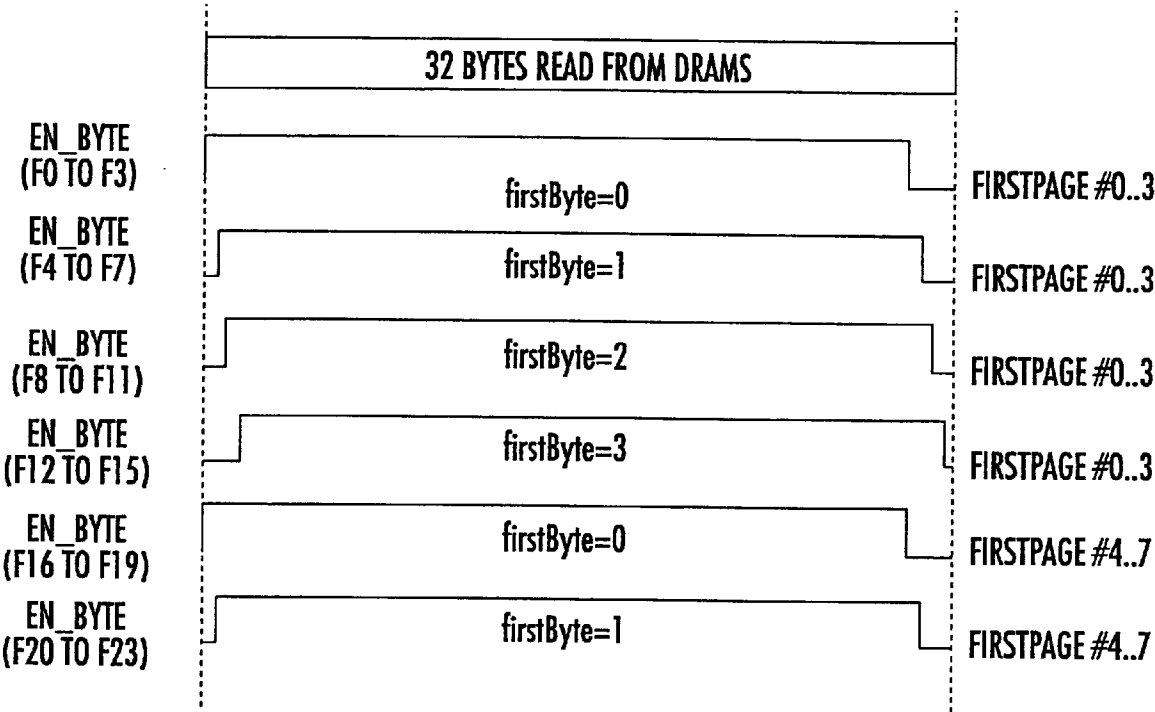 32 BYTES READ FROM DRAMS
EN_BYTE
(F0 TO F3)
firstByte=0
FIRSTPAGE #0..3
EN_BYTE
(F4 TO F7)
firstByte=1
FIRSTPAGE #0..3
EN_BYTE
(F8 TO F11)
firstByte=2
FIRSTPAGE #0..3
EN_BYTE
(F12 TO F15)
firstByte=3
FIRSTPAGE #0..3
EN_BYTE
(F16 TO F19)
firstByte=0
FIRSTPAGE #4..7
EN_BYTE
(F20 TO F23)
firstByte=1
FIRSTPAGE #4..7